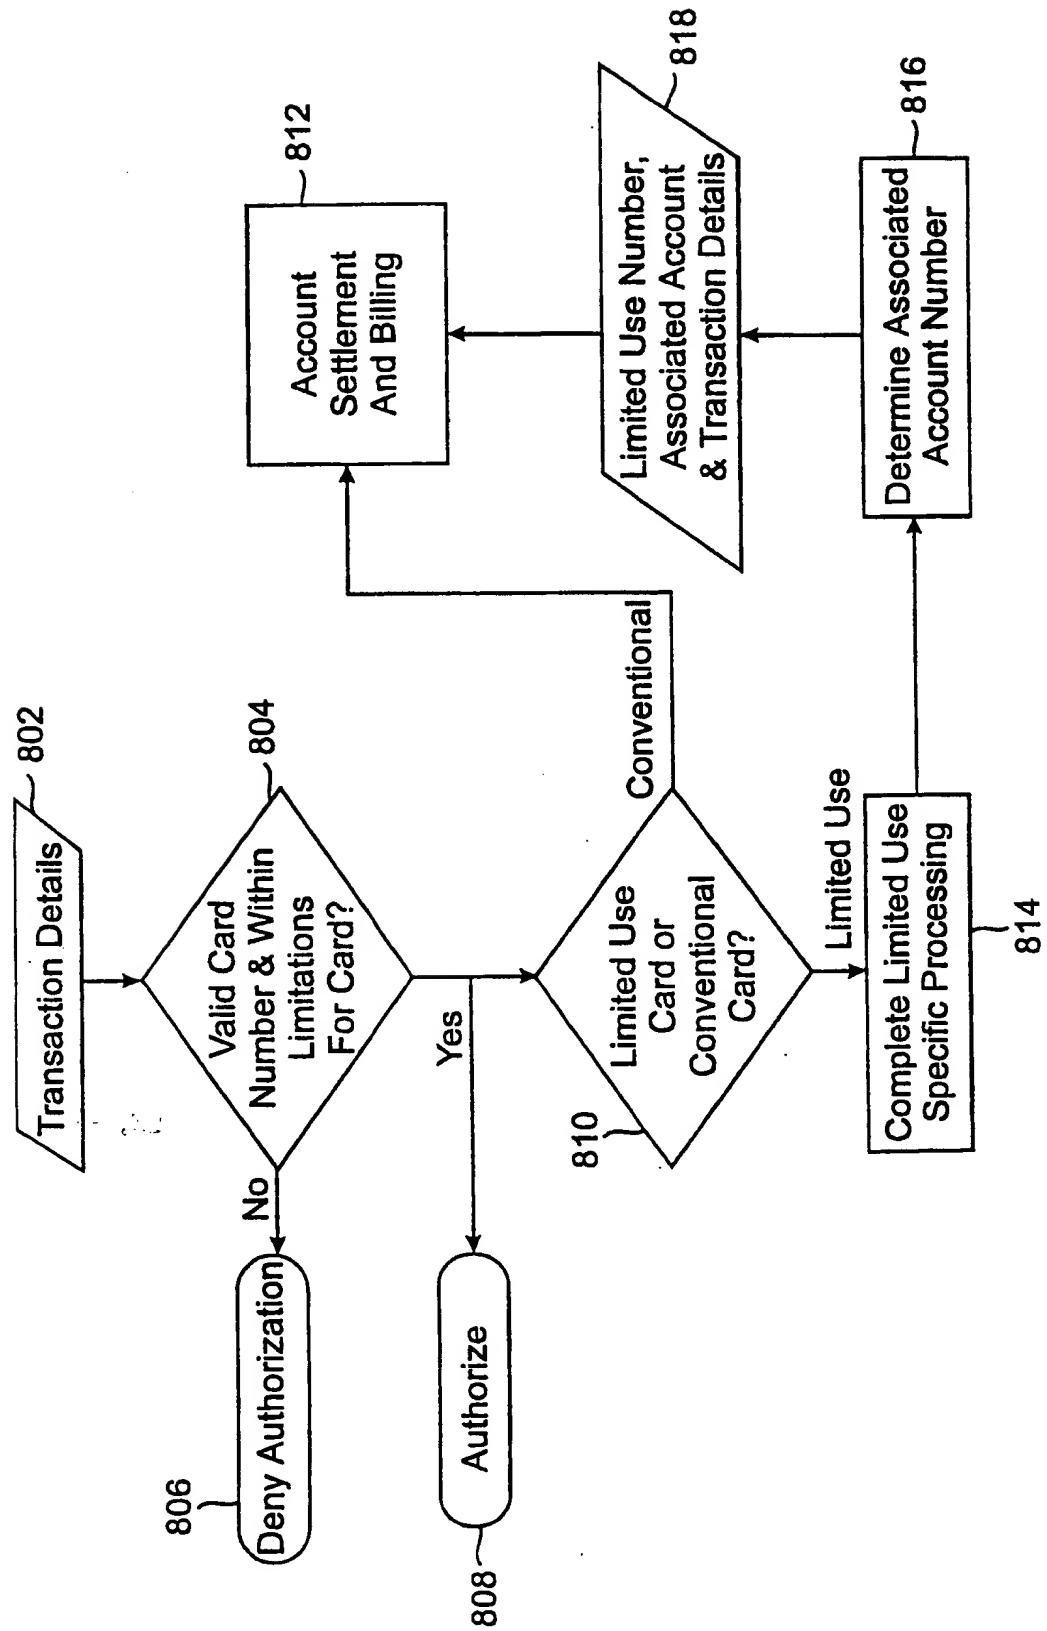 802
Transaction Details
804
Valid Card
Number & Within
Limitations
For Card?
No
806
Deny Authorization
Yes
808
Authorize
810
Limited Use
Card or
Conventional
Card?
Conventional
812
Account
Settlement
And Billing
Limited Use
Complete Limited Use
Specific Processing
814
816
Determine Associated
Account Number
818
Limited Use Number,
Associated Account
& Transaction Details